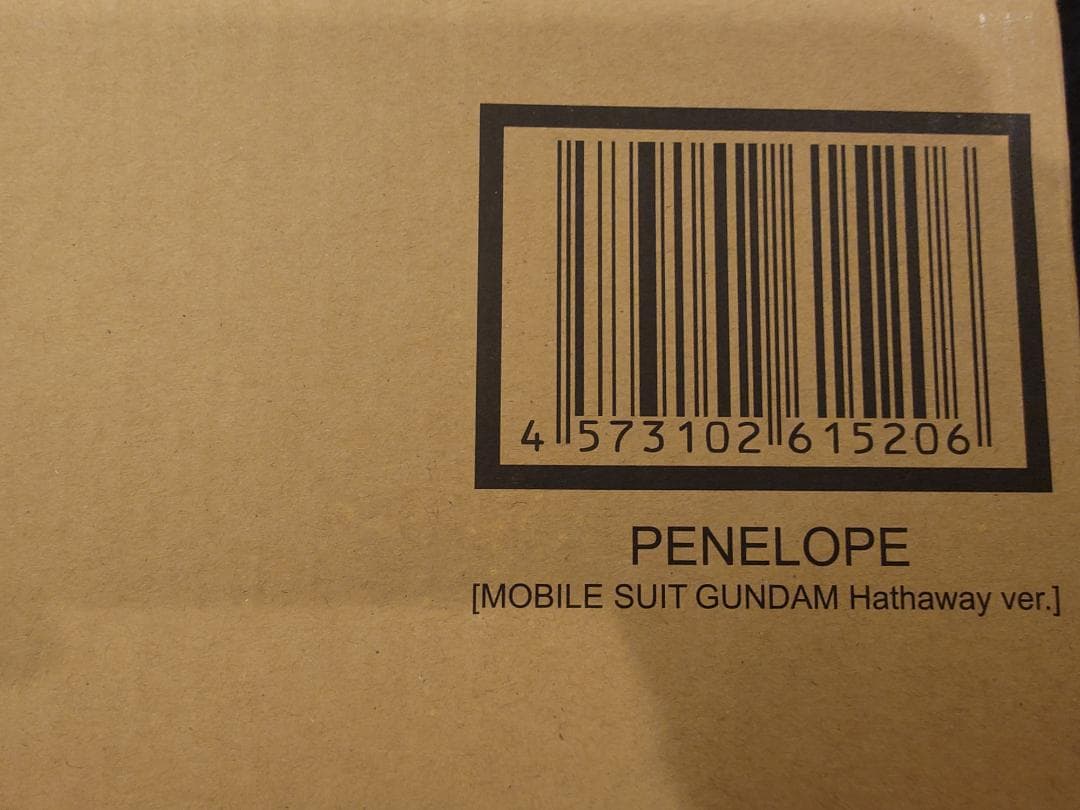 4 573102 615206
PENELOPE
[MOBILE SUIT GUNDAM Hathaway ver.]